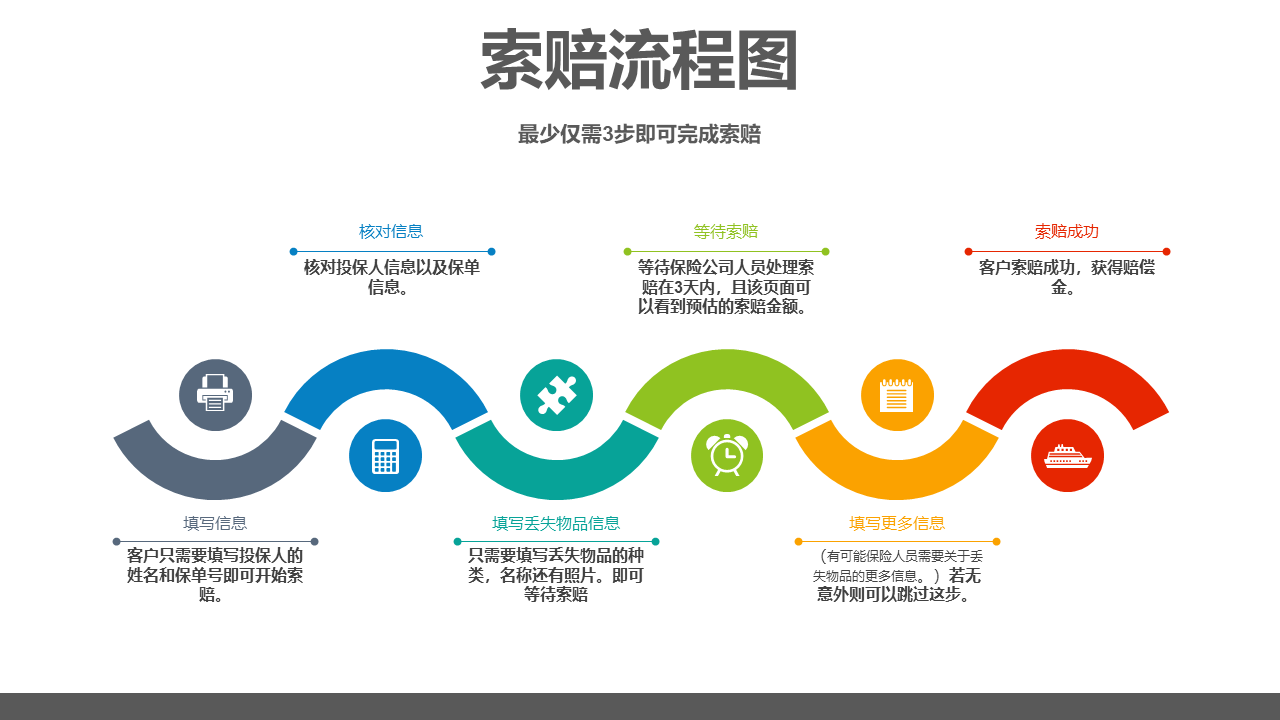 索赔流程图
最少仅需3步即可完成索赔
核对信息
核对投保人信息以及保单
信息。
等待索赔
等待保险公司人员处理索
赔在3天内，且该页面可
以看到预估的索赔金额。
索赔成功
客户索赔成功，获得赔偿
金。
填写信息
客户只需要填写投保人的
姓名和保单号即可开始索
赔。
填写丢失物品信息
只需要填写丢失物品的种
类，名称还有照片。即可
等待索赔
填写更多信息
（有可能保险人员需要关于丢
失物品的更多信息。）若无
意外则可以跳过这步。